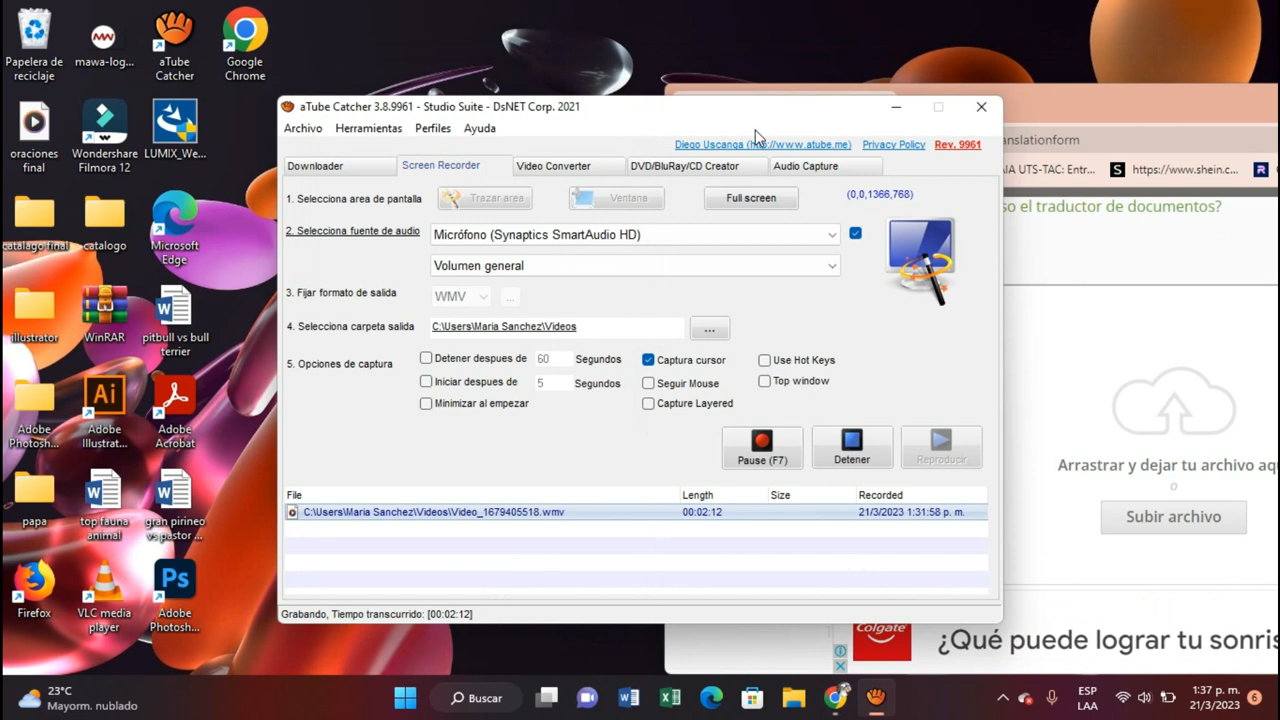 Papelera de
reciclaje
mawa-log...
aTube
Catcher
Google
Chrome
oraciones
final
Wondershare
Filmora 12
LUMIX_We...
catalago final
catalogo
Microsoft
Edge
illustrator
WinRAR
pitbull vs bull
terrier
Adobe
Photosh...
Adobe
Illustrat...
Adobe
Acrobat
papa
top fauna
animal
gran pirineo
vs pastor ...
Firefox
VLC media
player
Adobe
Photosh...
aTube Catcher 3.8.9961 - Studio Suite - DsNET Corp. 2021
Archivo Herramientas Perfiles Ayuda
Privacy Policy Rev. 9961
Downloader Screen Recorder Video Converter DVD/BluRay/CD Creator Audio Capture
1. Selecciona area de pantalla Trazar area Ventana Full screen (0,0,1366,768)
2. Selecciona fuente de audio Micrófono (Synaptics SmartAudio HD)
Volumen general
3. Fijar formato de salida WMV ...
4. Selecciona carpeta salida C:\Users\Maria Sanchez\Videos ...
5. Opciones de captura
Detener despues de 60 Segundos Captura cursor Use Hot Keys
Iniciar despues de 5 Segundos Seguir Mouse Top window
Minimizar al empezar Capture Layered
Pause (F7) Detener Reproducir
File Length Size Recorded
C:\Users\Maria Sanchez\Videos\Video_1679405518.wmv 00:02:12 21/3/2023 1:31:58 p. m.
Grabando, Tiempo transcurrido: [00:02:12]
anslationform
IA UTS-TAC: Entr... S https://www.shein.c... R
so el traductor de documentos?
Arrastrar y dejar tu archivo aq
o
Subir archivo
Colgate
¿Qué puede lograr tu sonris
23°C
Mayorm. nublado
Buscar
ESP
LAA
1:37 p. m.
21/3/2023
6